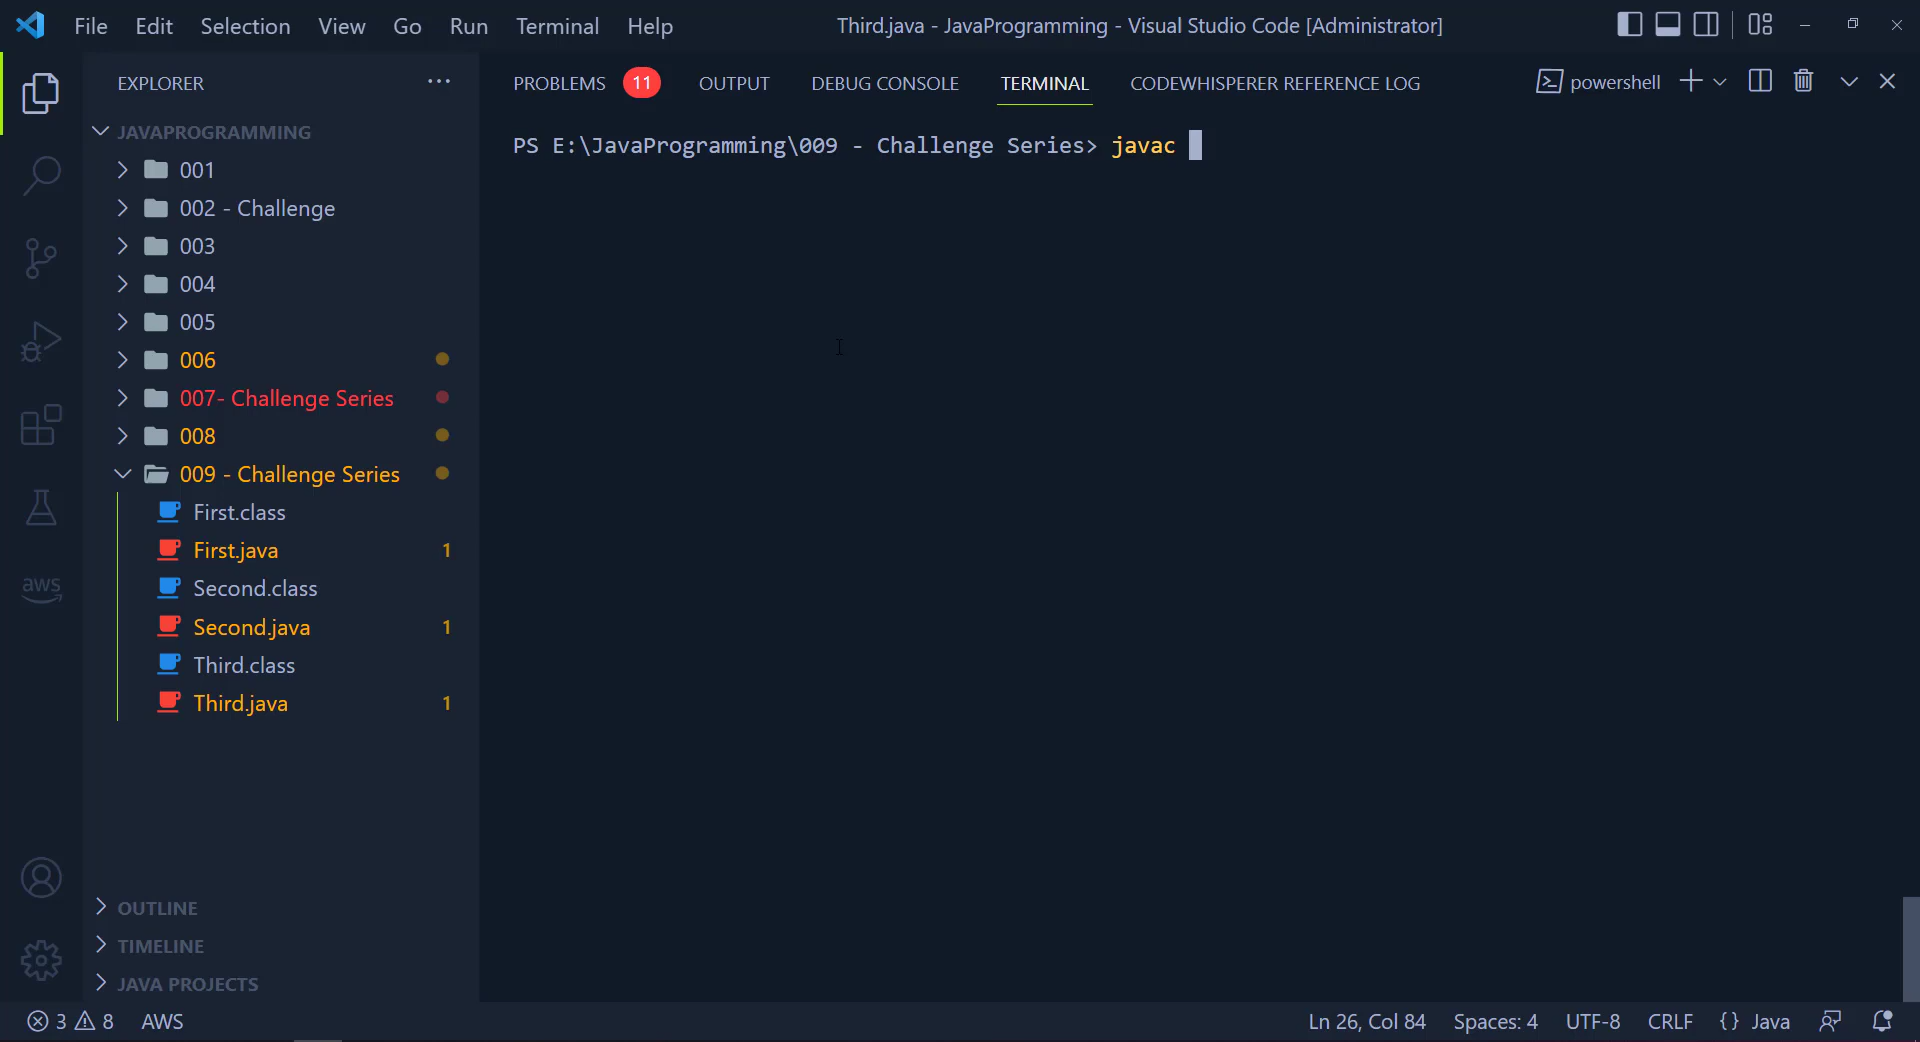 File Edit Selection View Go Run Terminal Help
Third.java - JavaProgramming - Visual Studio Code [Administrator]
EXPLORER
JAVAPROGRAMMING
001
002 - Challenge
003
004
005
006
007- Challenge Series
008
009 - Challenge Series
First.class
First.java 1
Second.class
Second.java 1
Third.class
Third.java 1
OUTLINE
TIMELINE
JAVA PROJECTS
aws
PROBLEMS 11 OUTPUT DEBUG CONSOLE TERMINAL CODEWHISPERER REFERENCE LOG
powershell
PS E:\JavaProgramming\009 - Challenge Series> javac
3 8 AWS
Ln 26, Col 84 Spaces: 4 UTF-8 CRLF {} Java